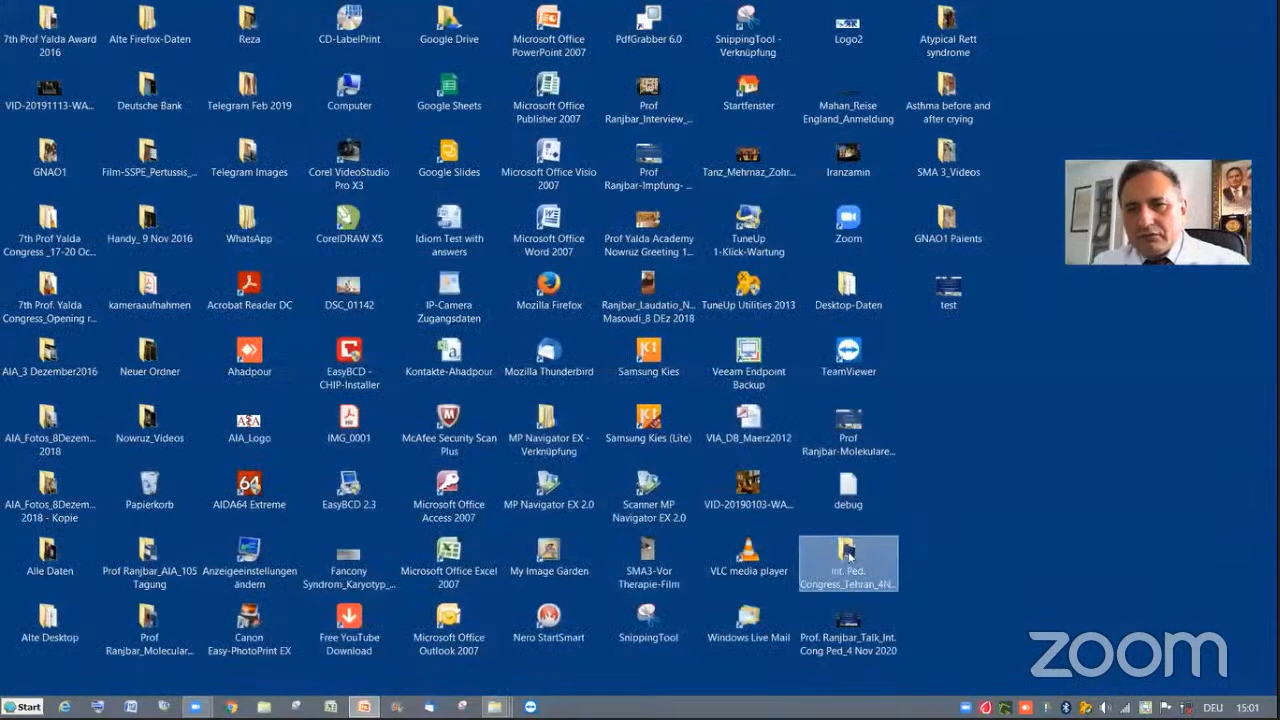 7th Prof Yalda Award
2016
Alte Firefox-Daten
Reza
CD-LabelPrint
Google Drive
Microsoft Office
PowerPoint 2007
PdfGrabber 6.0
SnippingTool -
Verknüpfung
Logo2
Atypical Rett
syndrome
VID-20191113-WA...
Deutsche Bank
Telegram Feb 2019
Computer
Google Sheets
Microsoft Office
Publisher 2007
Prof
Ranjbar_Interview_...
Startfenster
Mahan_Reise
England_Anmeldung
Asthma before and
after crying
GNAO1
Film-SSPE_Pertussis_...
Telegram Images
Corel VideoStudio
Pro X3
Google Slides
Microsoft Office Visio
2007
Prof
Ranjbar-Impfung-...
Tanz_Mehrnaz_Zohr...
Iranzamin
SMA 3_Videos
7th Prof Yalda
Congress _17-20 Oc...
Handy_ 9 Nov 2016
WhatsApp
CorelDRAW X5
Idiom Test with
answers
Microsoft Office
Word 2007
Prof Yalda Academy
Nowruz Greeting 1...
TuneUp
1-Klick-Wartung
Zoom
GNAO1 Paients
7th Prof. Yalda
Congress_Opening r...
kameraaufnahmen
Acrobat Reader DC
DSC_01142
IP-Camera
Zugangsdaten
Mozilla Firefox
Ranjbar_Laudatio_N...
Masoudi_8 DEz 2018
TuneUp Utilities 2013
Desktop-Daten
test
AIA_3 Dezember2016
Neuer Ordner
Ahadpour
EasyBCD -
CHIP-Installer
Kontakte-Ahadpour
Mozilla Thunderbird
Samsung Kies
Veeam Endpoint
Backup
TeamViewer
AIA_Fotos_8Dezem...
2018
Nowruz_Videos
AIA_Logo
IMG_0001
McAfee Security Scan
Plus
MP Navigator EX -
Verknüpfung
Samsung Kies (Lite)
VIA_D8_Maerz2012
Prof
Ranjbar-Molekulare...
AIA_Fotos_8Dezem...
2018 - Kopie
Papierkorb
AIDA64 Extreme
EasyBCD 2.3
Microsoft Office
Access 2007
MP Navigator EX 2.0
Scanner MP
Navigator EX 2.0
VID-20190103-WA...
debug
Alle Daten
Prof Ranjbar_AIA_105
Tagung
Anzeigeeinstellungen
ändern
Fancony
Syndrom_Karyotyp_...
Microsoft Office Excel
2007
My Image Garden
SMA3-Vor
Therapie-Film
VLC media player
Int. Ped.
Congress_Tehran_4N...
Alte Desktop
Prof
Ranjbar_Molecular...
Canon
Easy-PhotoPrint EX
Free YouTube
Download
Microsoft Office
Outlook 2007
Nero StartSmart
SnippingTool
Windows Live Mail
Prof. Ranjbar_Talk_Int.
Cong Ped_4 Nov 2020
zoom
Start
DEU
15:01